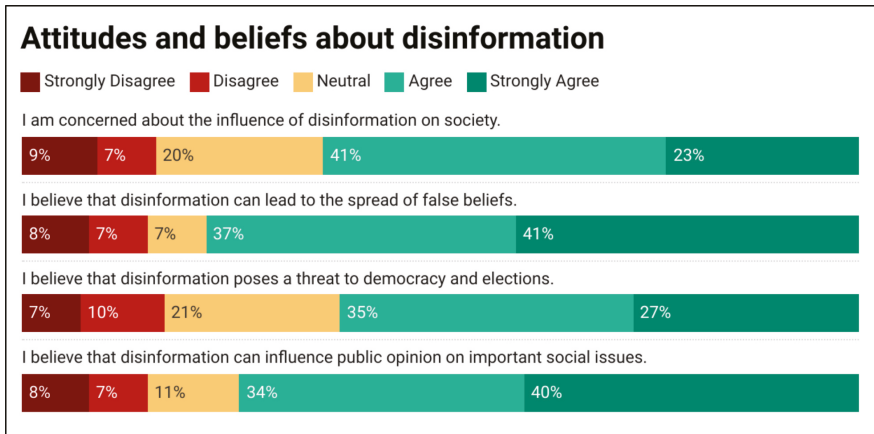 Attitudes and beliefs about disinformation
Strongly Disagree Disagree Neutral Agree Strongly Agree
I am concerned about the influence of disinformation on society.
9% 7% 20% 41% 23%
I believe that disinformation can lead to the spread of false beliefs.
8% 7% 7% 37% 41%
I believe that disinformation poses a threat to democracy and elections.
7% 10% 21% 35% 27%
I believe that disinformation can influence public opinion on important social issues.
8% 7% 11% 34% 40%